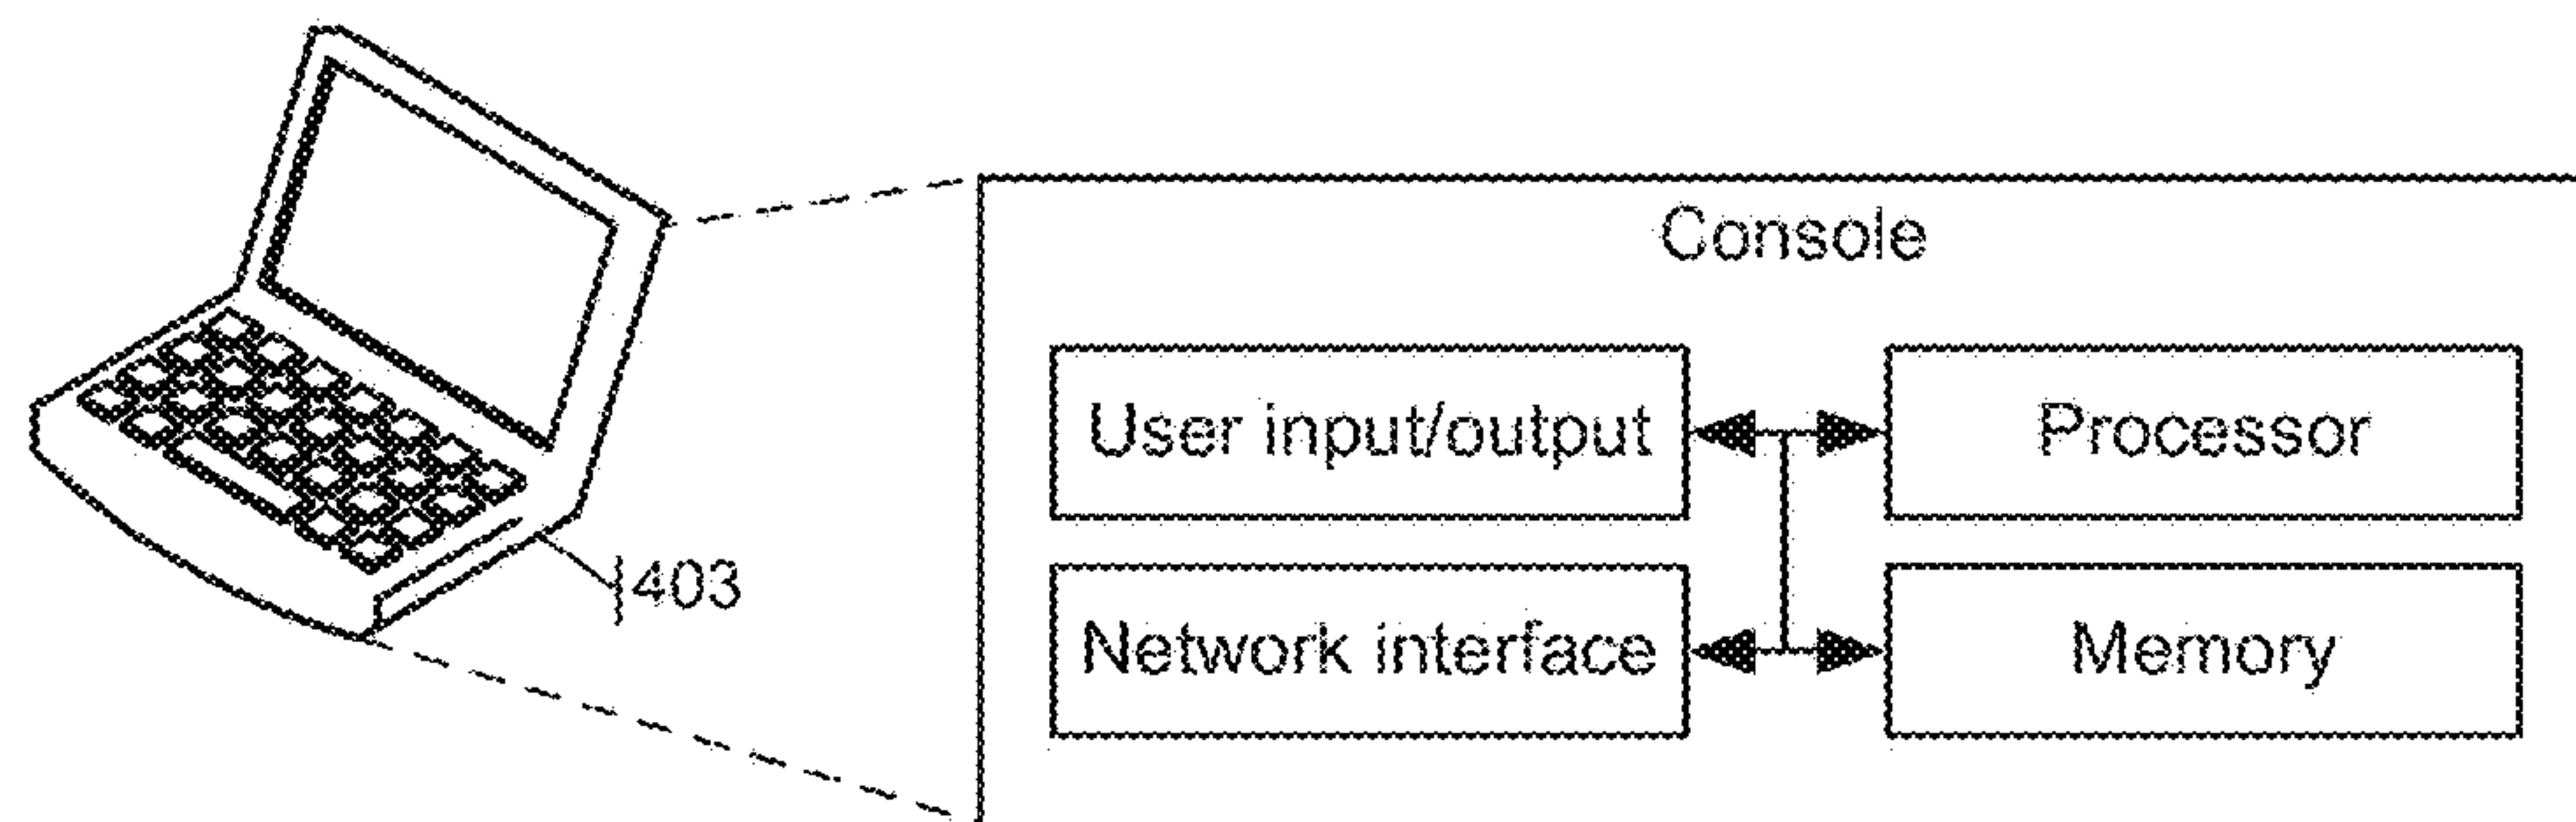 Console
User input/output
Processor
Network interface
Memory
403